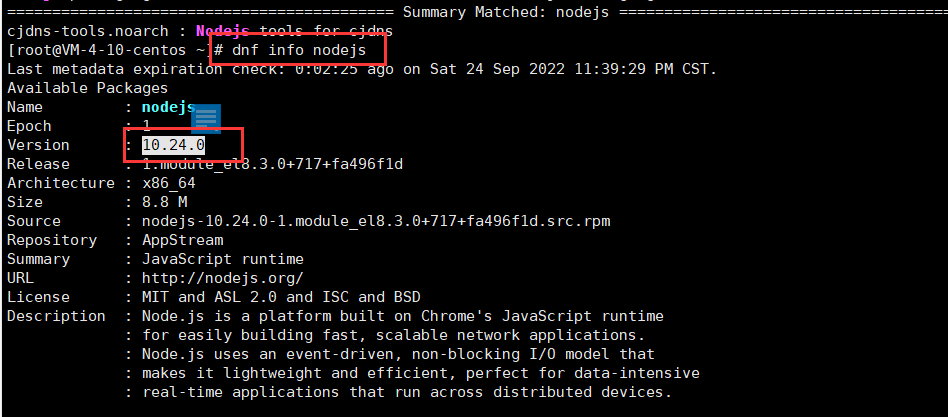 ========================================== Summary Matched: nodejs ====================================
cjdns-tools.noarch : Nodejs tools for cjdns
[root@VM-4-10-centos ~]# dnf info nodejs
Last metadata expiration check: 0:02:25 ago on Sat 24 Sep 2022 11:39:29 PM CST.
Available Packages
Name         : nodejs
Epoch        : 1
Version      : 10.24.0
Release      : 1.module_el8.3.0+717+fa496f1d
Architecture : x86_64
Size         : 8.8 M
Source       : nodejs-10.24.0-1.module_el8.3.0+717+fa496f1d.src.rpm
Repository   : AppStream
Summary      : JavaScript runtime
URL          : http://nodejs.org/
License      : MIT and ASL 2.0 and ISC and BSD
Description  : Node.js is a platform built on Chrome's JavaScript runtime
             : for easily building fast, scalable network applications.
             : Node.js uses an event-driven, non-blocking I/O model that
             : makes it lightweight and efficient, perfect for data-intensive
             : real-time applications that run across distributed devices.